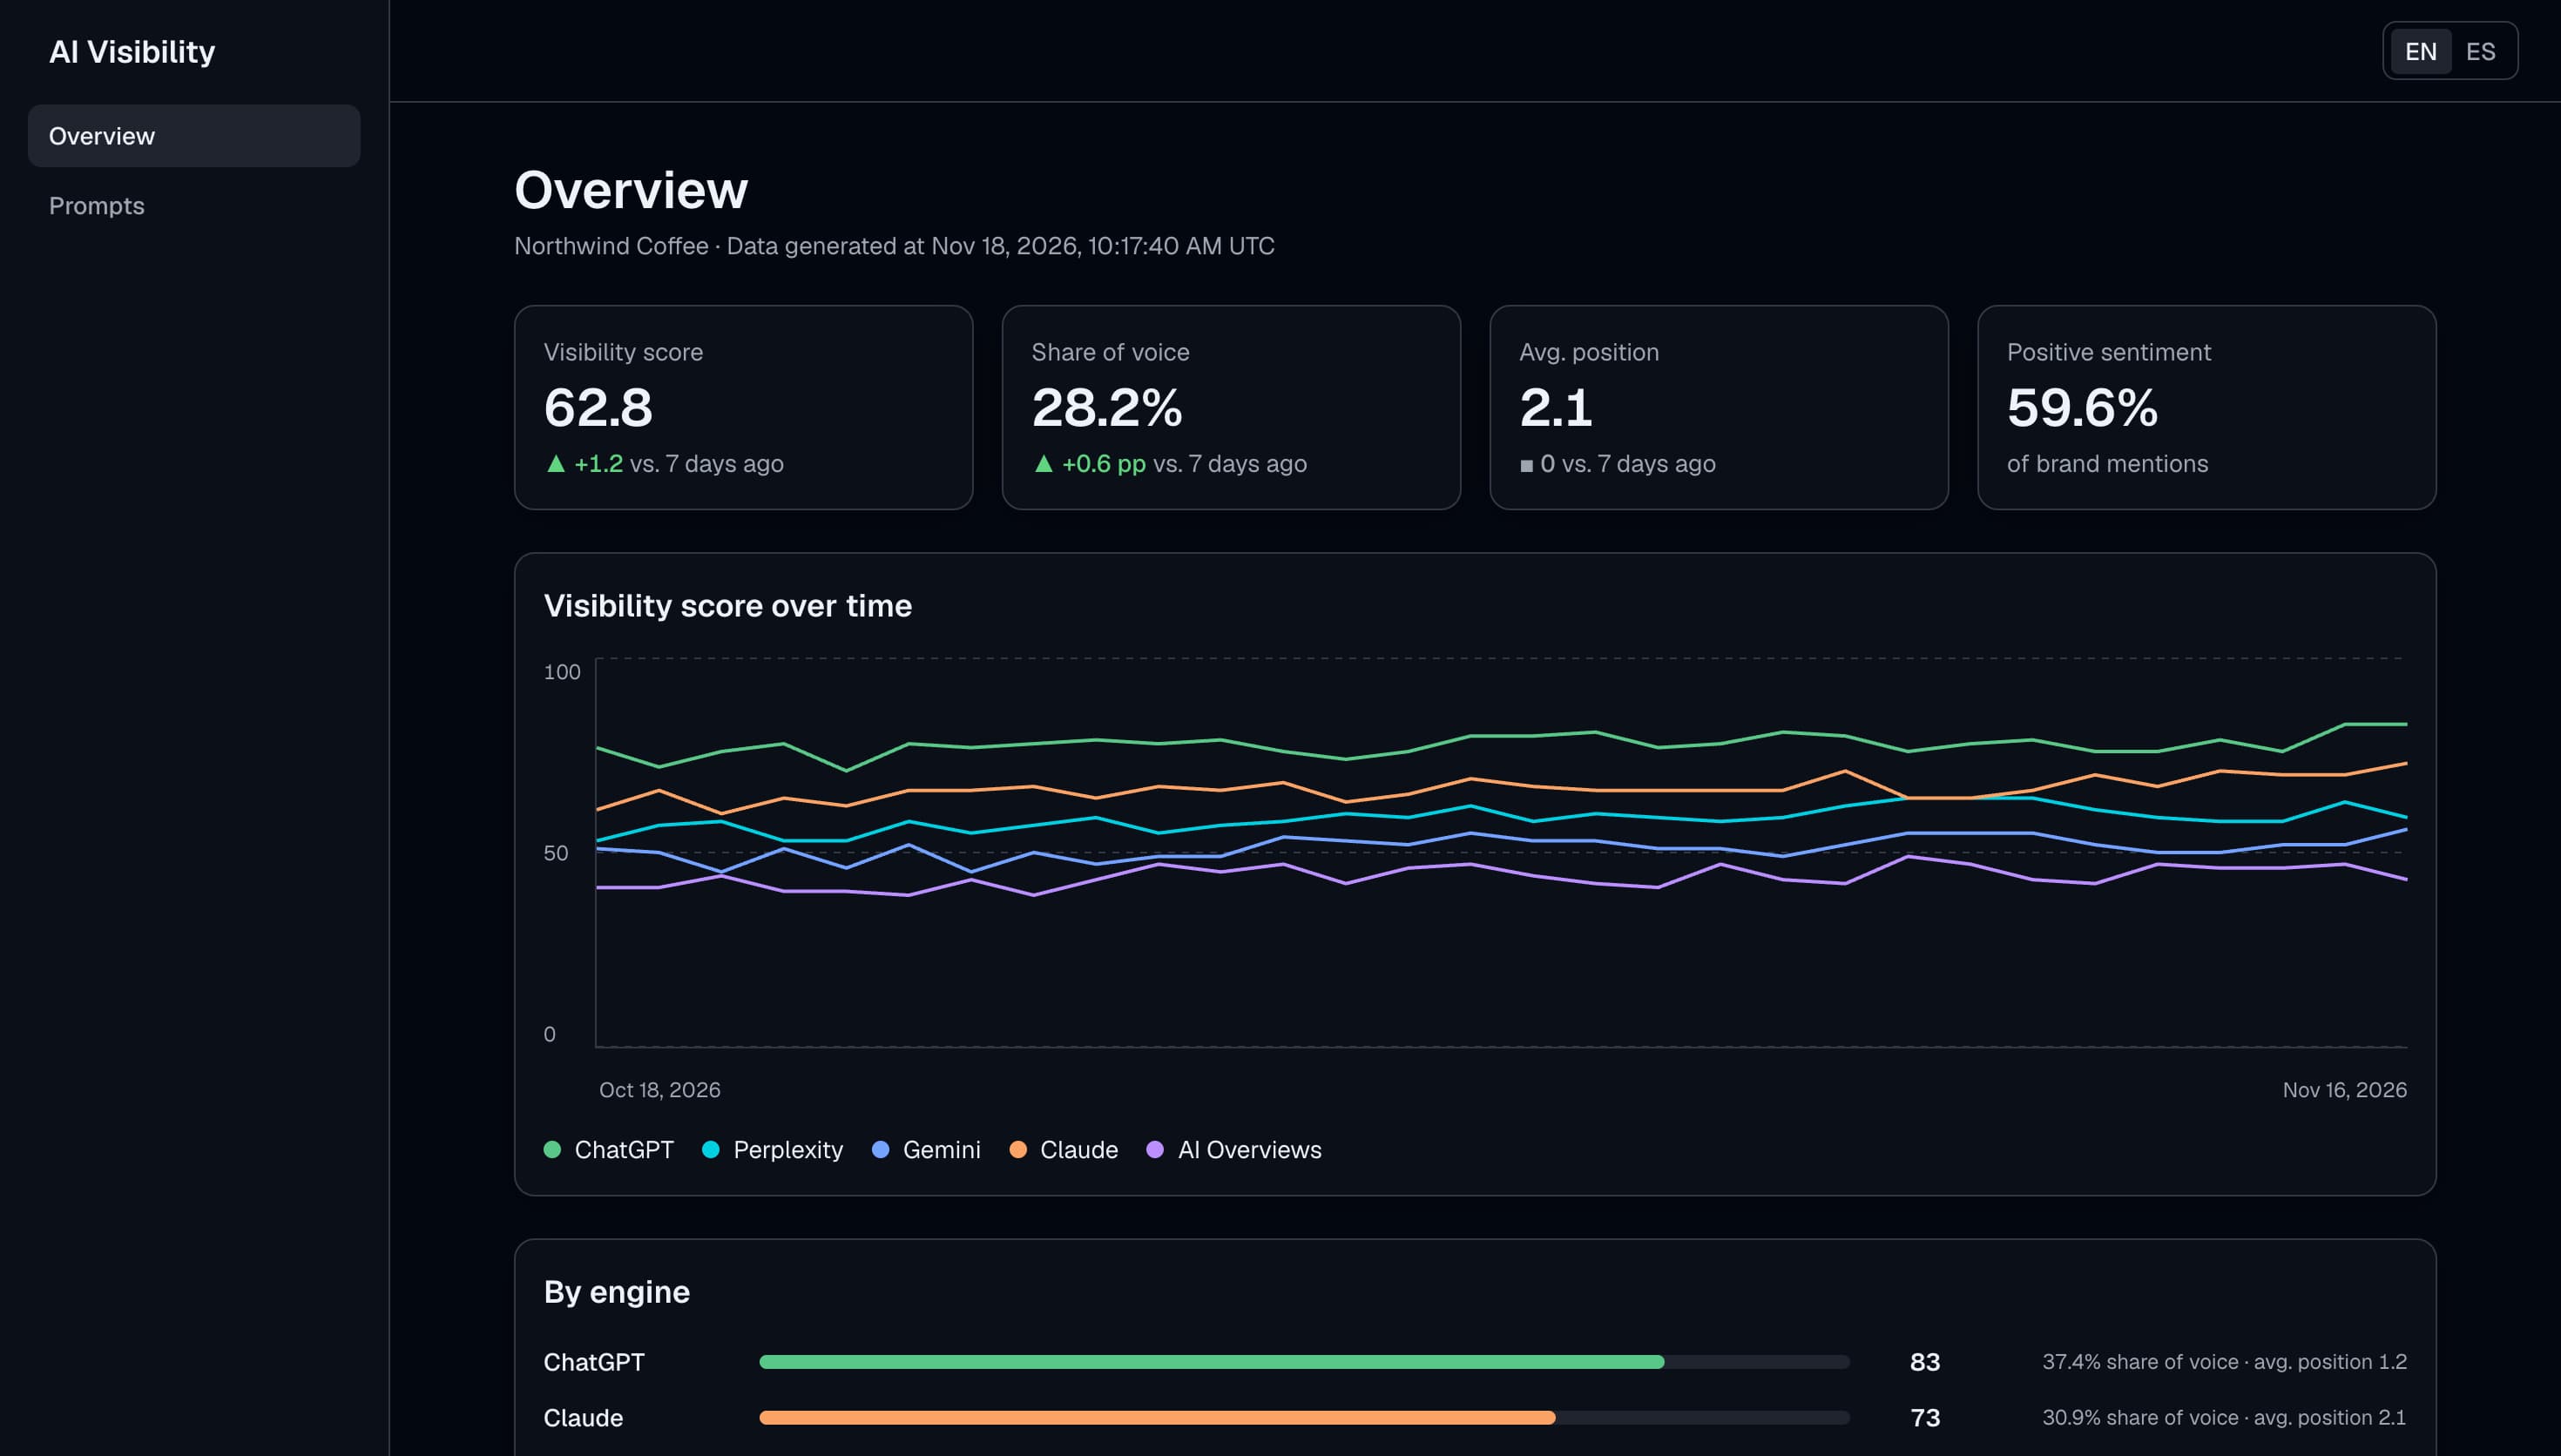 AI Visibility
EN ES
Overview
Prompts
Overview
Northwind Coffee · Data generated at Nov 18, 2026, 10:17:40 AM UTC
Visibility score
62.8
▲ +1.2 vs. 7 days ago
Share of voice
28.2%
▲ +0.6 pp vs. 7 days ago
Avg. position
2.1
■ 0 vs. 7 days ago
Positive sentiment
59.6%
of brand mentions
Visibility score over time
100
50
0
Oct 18, 2026 Nov 16, 2026
ChatGPT Perplexity Gemini Claude AI Overviews
By engine
ChatGPT 83 37.4% share of voice · avg. position 1.2
Claude 73 30.9% share of voice · avg. position 2.1